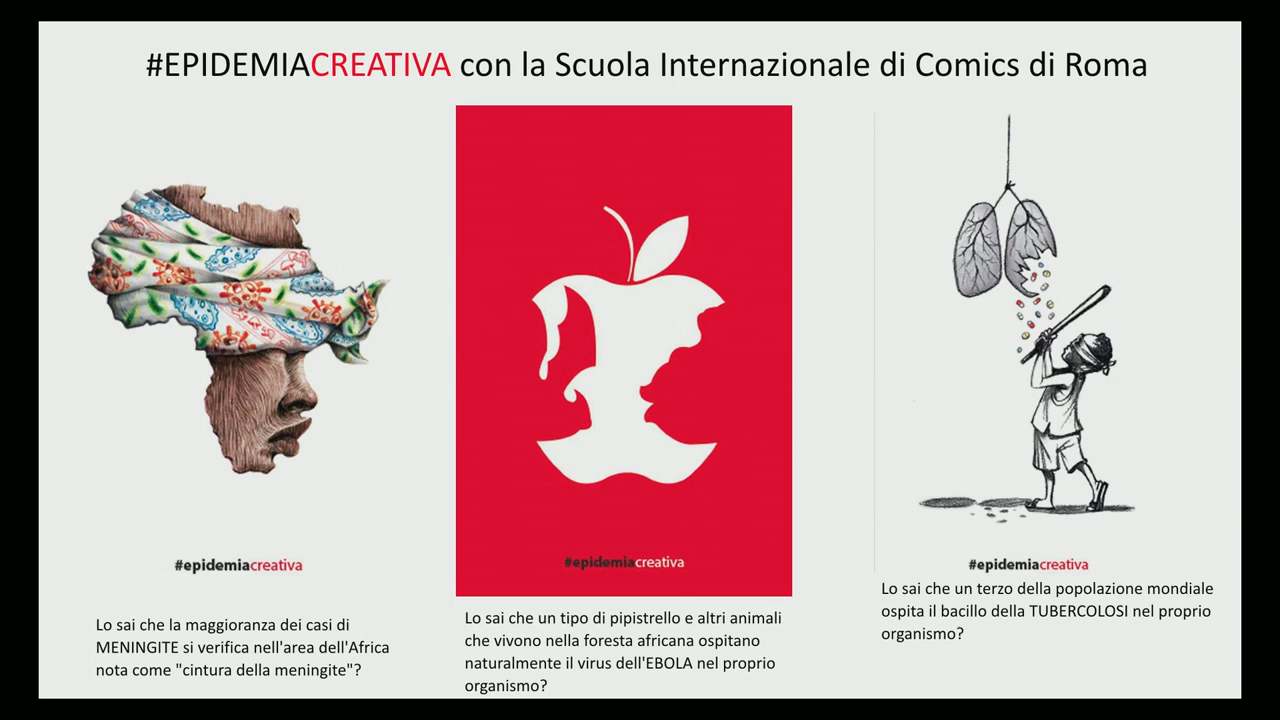 #EPIDEMIACREATIVA con la Scuola Internazionale di Comics di Roma
#epidemiacreativa
Lo sai che la maggioranza dei casi di
MENINGITE si verifica nell'area dell'Africa
nota come "cintura della meningite"?
#epidemiacreativa
Lo sai che un tipo di pipistrello e altri animali
che vivono nella foresta africana ospitano
naturalmente il virus dell'EBOLA nel proprio
organismo?
#epidemiacreativa
Lo sai che un terzo della popolazione mondiale
ospita il bacillo della TUBERCOLOSI nel proprio
organismo?